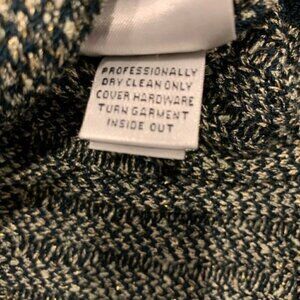 PROFESSIONALLY
DRY CLEAN ONLY
COVER HARDWARE
TURN GARMENT
INSIDE OUT